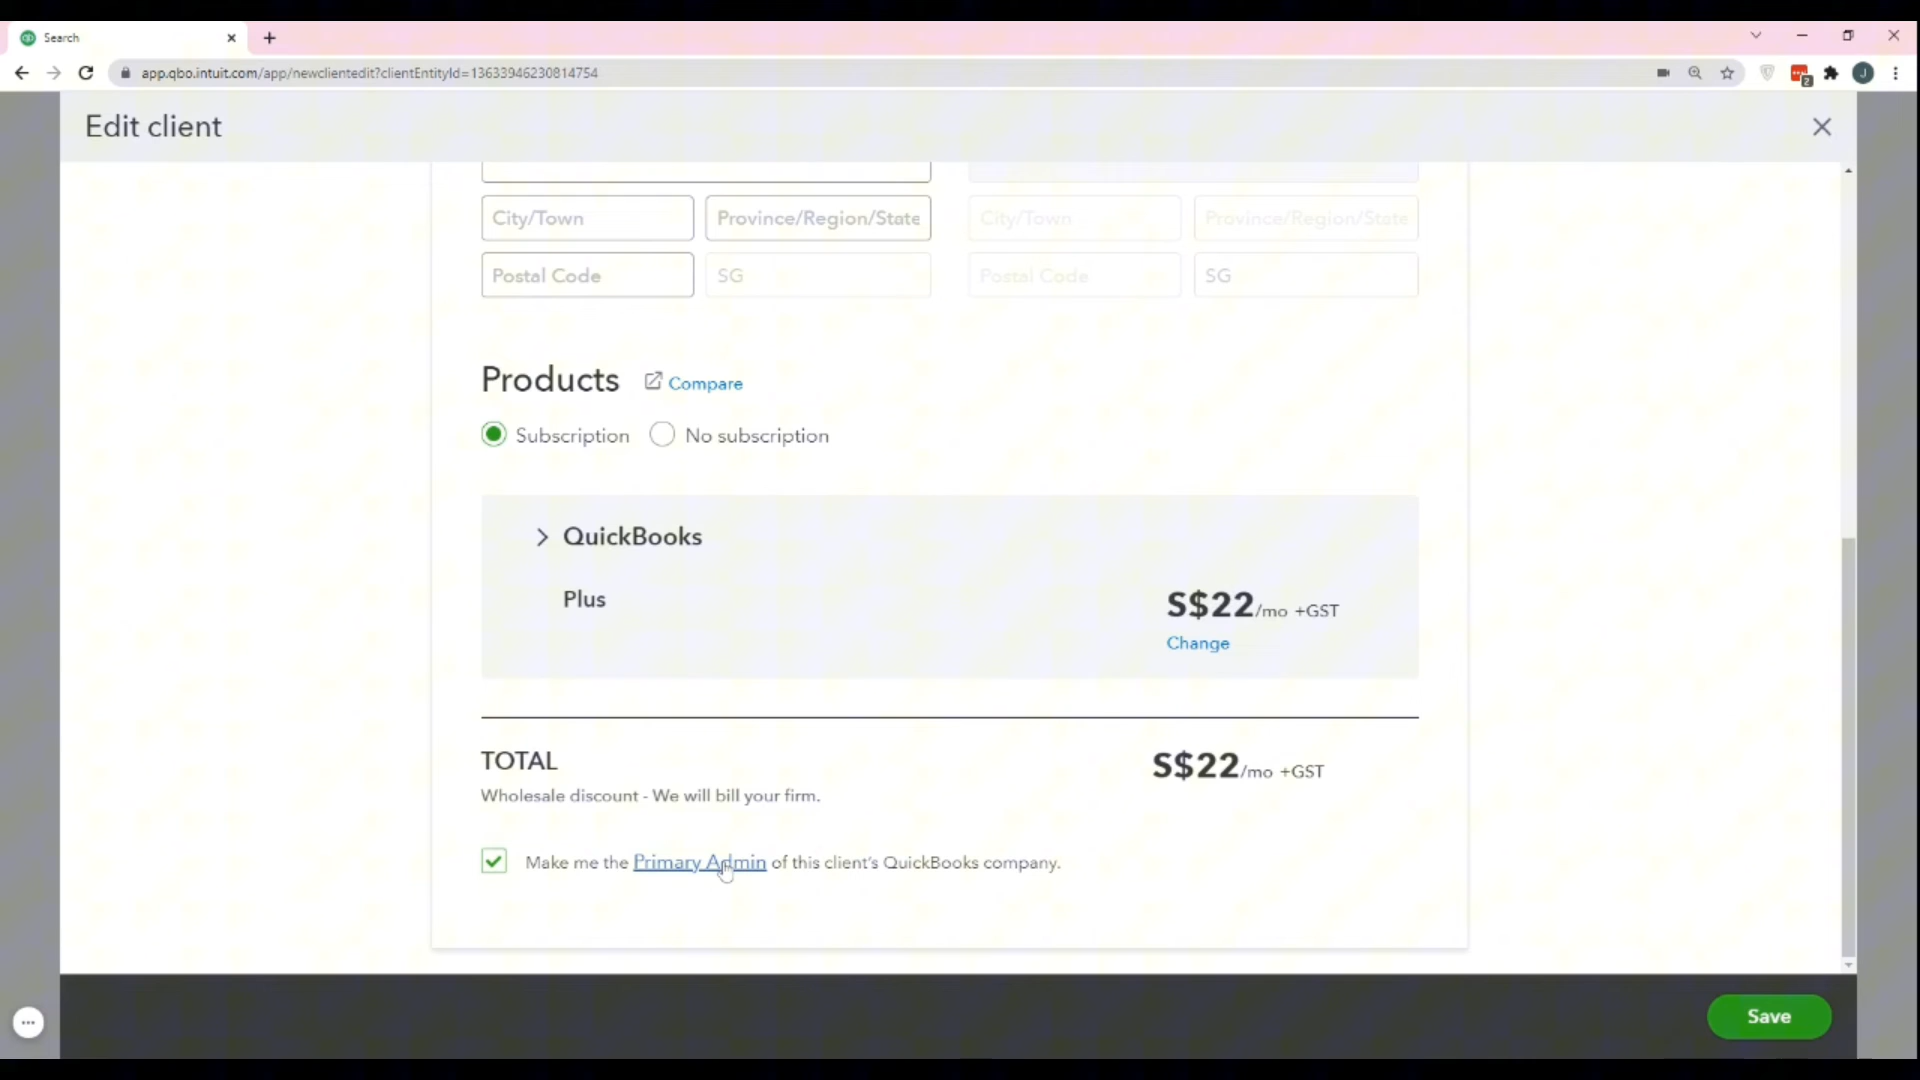 Search
app.qbo.intuit.com/app/newclientedit?clientEntityId=13633946230814754
2
J
Edit client
City/Town Province/Region/State City/Town Province/Region/State
Postal Code SG Postal Code SG
Products Compare
Subscription No subscription
QuickBooks
Plus S$22/mo +GST
Change
TOTAL S$22/mo +GST
Wholesale discount - We will bill your firm.
Make me the Primary Admin of this client's QuickBooks company.
Save